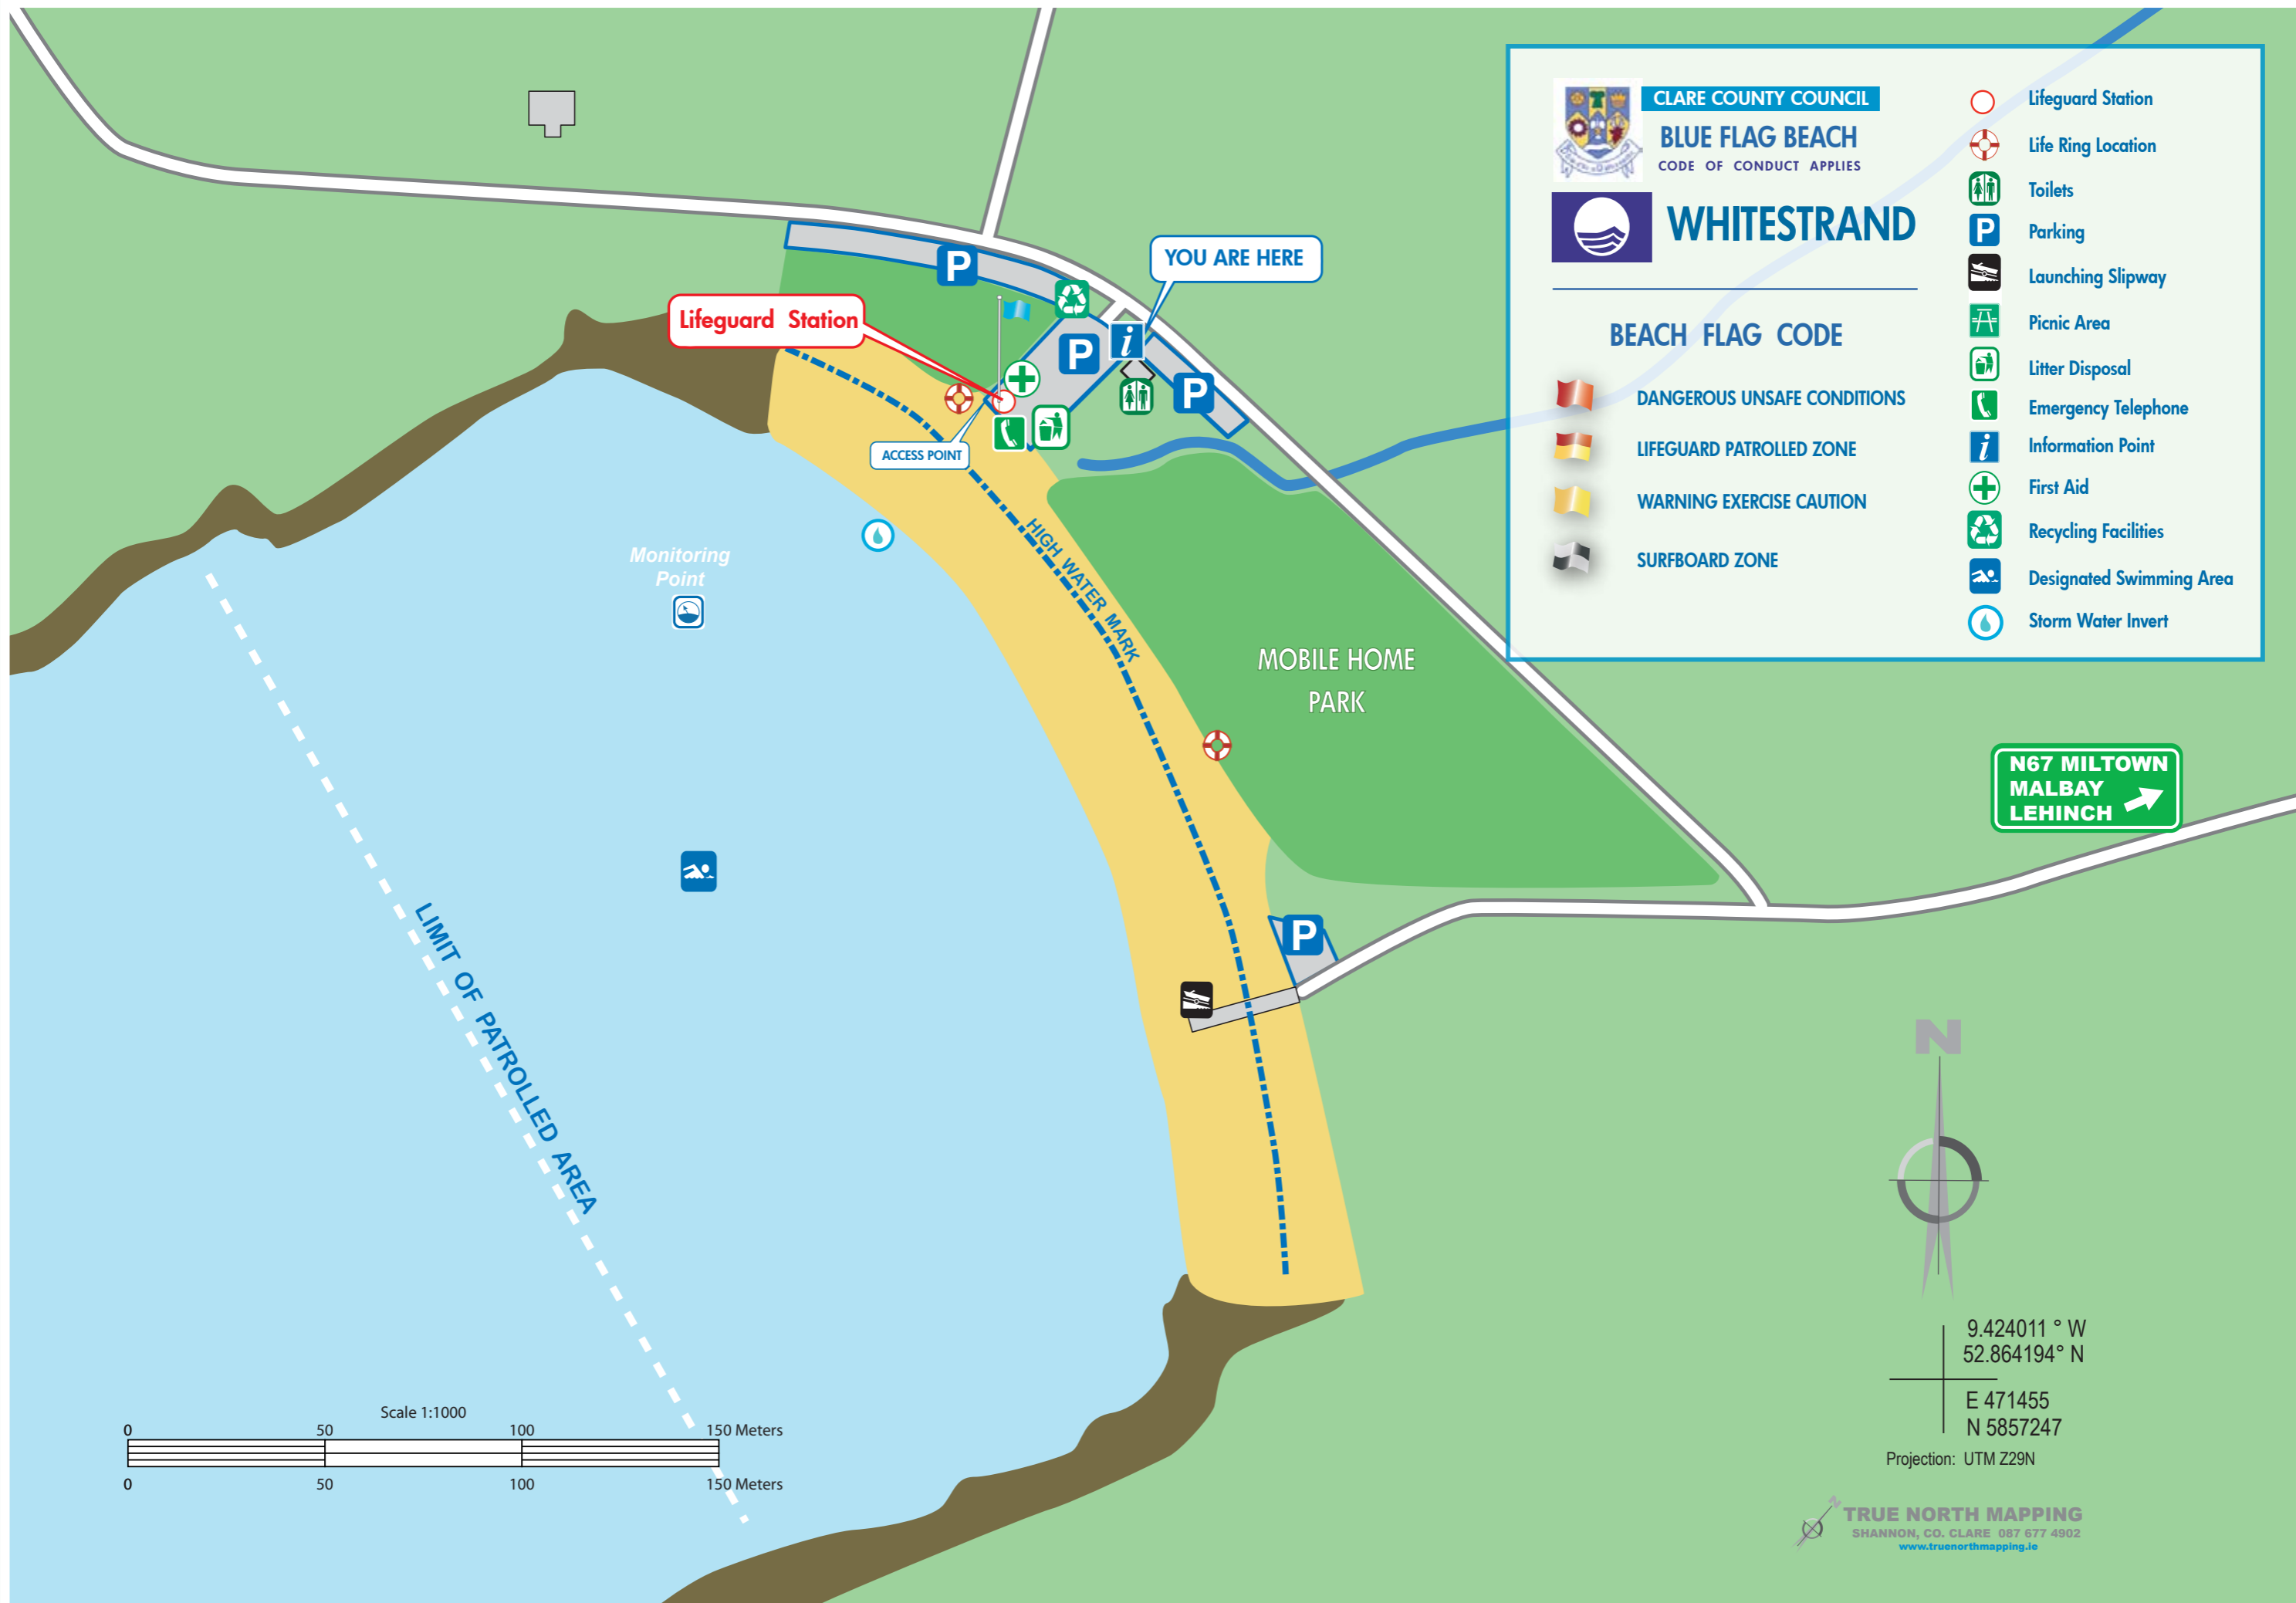 CLARE COUNTY COUNCIL
BLUE FLAG BEACH
CODE OF CONDUCT APPLIES
WHITESTRAND
BEACH FLAG CODE
DANGEROUS UNSAFE CONDITIONS
LIFEGUARD PATROLLED ZONE
WARNING EXERCISE CAUTION
SURFBOARD ZONE
Lifeguard Station
Life Ring Location
Toilets
P Parking
Launching Slipway
Picnic Area
Litter Disposal
Emergency Telephone
i Information Point
First Aid
Recycling Facilities
Designated Swimming Area
Storm Water Invert
YOU ARE HERE
P
Lifeguard Station
P
i
P
ACCESS POINT
HIGH WATER MARK
Monitoring
Point
MOBILE HOME
PARK
N67 MILTOWN
MALBAY
LEHINCH
P
LIMIT OF PATROLLED AREA
N
9.424011 ° W
52.864194° N
E 471455
N 5857247
Projection: UTM Z29N
Scale 1:1000
0 50 100 150 Meters
0 50 100 150 Meters
N
TRUE NORTH MAPPING
SHANNON, CO. CLARE 087 677 4902
www.truenorthmapping.ie